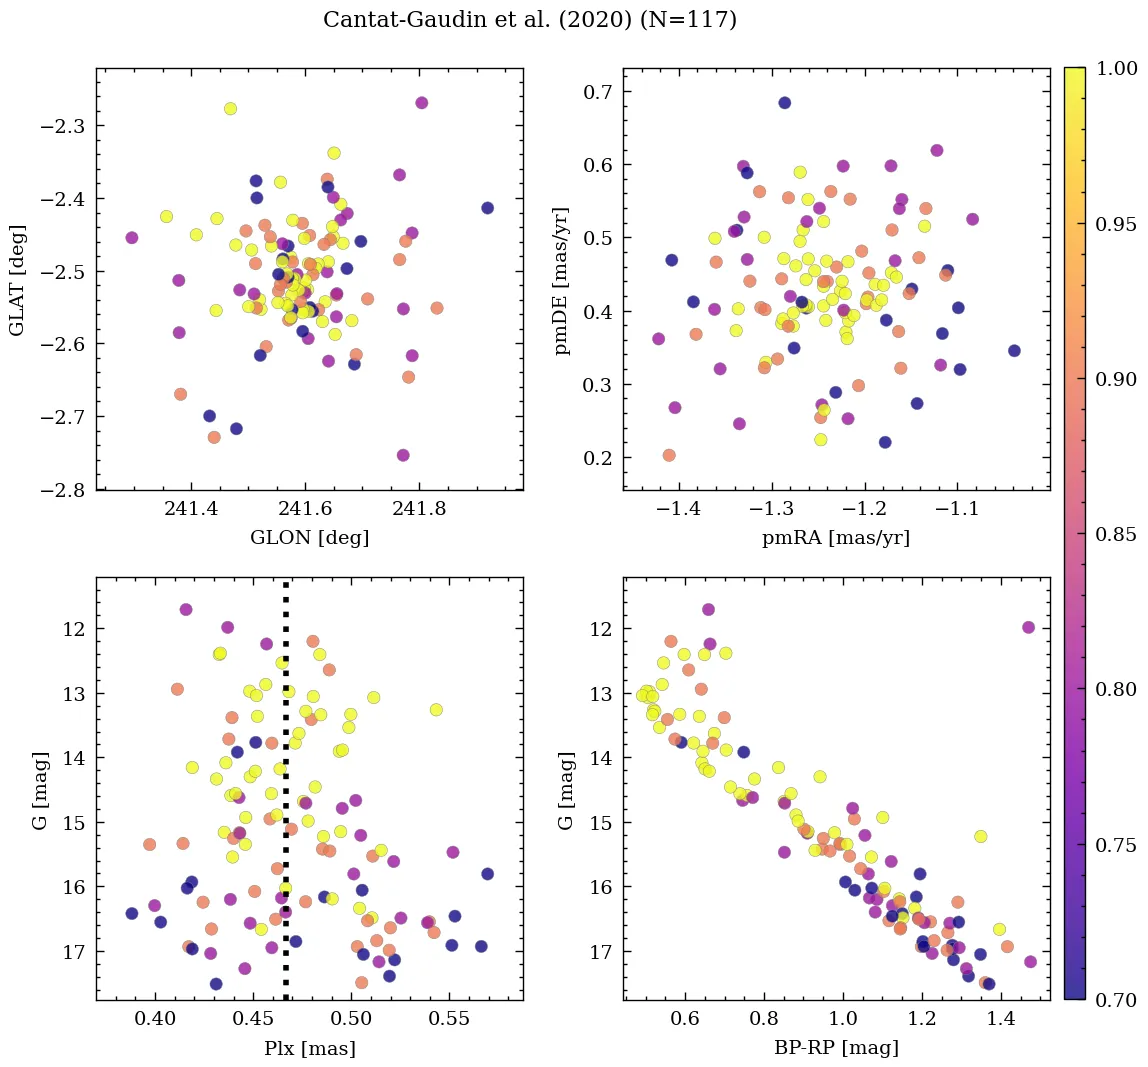 Cantat-Gaudin et al. (2020) (N=117)
−2.3
−2.4
−2.5
−2.6
−2.7
−2.8
GLAT [deg]
241.4 241.6 241.8
GLON [deg]
0.7
0.6
0.5
0.4
0.3
0.2
pmDE [mas/yr]
−1.4 −1.3 −1.2 −1.1
pmRA [mas/yr]
12
13
14
15
16
17
G [mag]
0.40 0.45 0.50 0.55
Plx [mas]
12
13
14
15
16
17
G [mag]
0.6 0.8 1.0 1.2 1.4
BP-RP [mag]
1.00
0.95
0.90
0.85
0.80
0.75
0.70